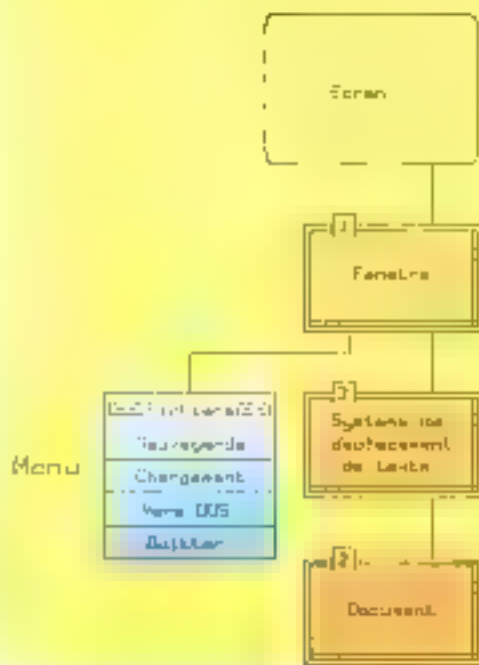 Ecran
Fenetre
Sauvegarde
Chargement
Vers DOS
Quitter
Menu
Systeme de
deplacement
de texte
Document